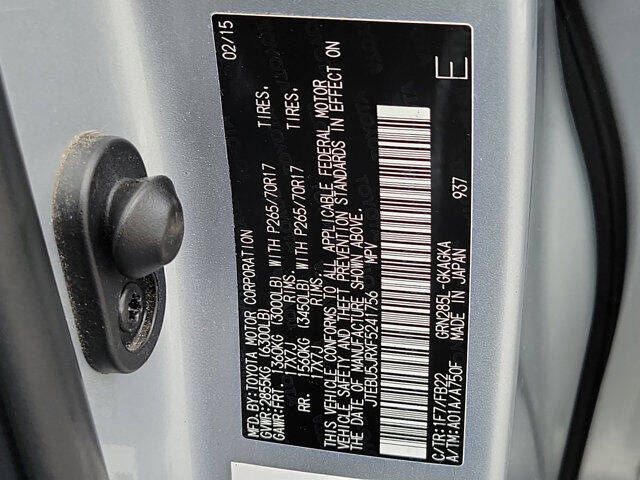 TOYOTA MOTOR CORPORATION 02/15
GVWR:2855KG (6300LB)
GAWR:FRT. 1360KG (3000LB) WITH P265/70R17 TIRES.
17X7J RIMS.
RR. 1560KG (3450LB) WITH P265/70R17 TIRES.
17X7J RIMS.
THIS VEHICLE CONFORMS TO ALL APPLICABLE FEDERAL MOTOR
VEHICLE SAFETY AND THEFT PREVENTION STANDARDS IN EFFECT ON
THE DATE OF MANUFACTURE SHOWN ABOVE.
JTEBU5JRXF5241756 MPV
E
C/TR:1F7/FB22 GRN285L-GKAGKA 937
A/TM:A01A/A750F MADE IN JAPAN